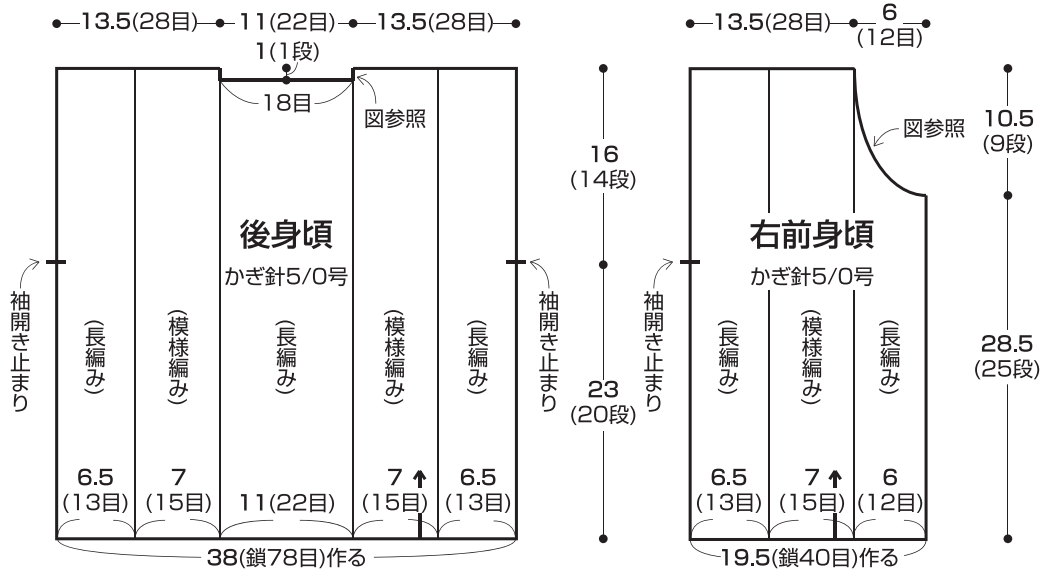 13.5(28目)
11(22目)
13.5(28目)
1(1段)
18目
図参照
16
(14段)
後身頃
かぎ針5/0号
袖開き止まり
袖開き止まり
(長編み)
(模様編み)
(長編み)
(模様編み)
(長編み)
23
(20段)
6.5
(13目)
7
(15目)
11(22目)
7
(15目)
6.5
(13目)
38(鎖78目)作る
13.5(28目)
6
(12目)
図参照
10.5
(9段)
右前身頃
かぎ針5/0号
袖開き止まり
(長編み)
(模様編み)
(長編み)
28.5
(25段)
6.5
(13目)
7
(15目)
6
(12目)
19.5(鎖40目)作る